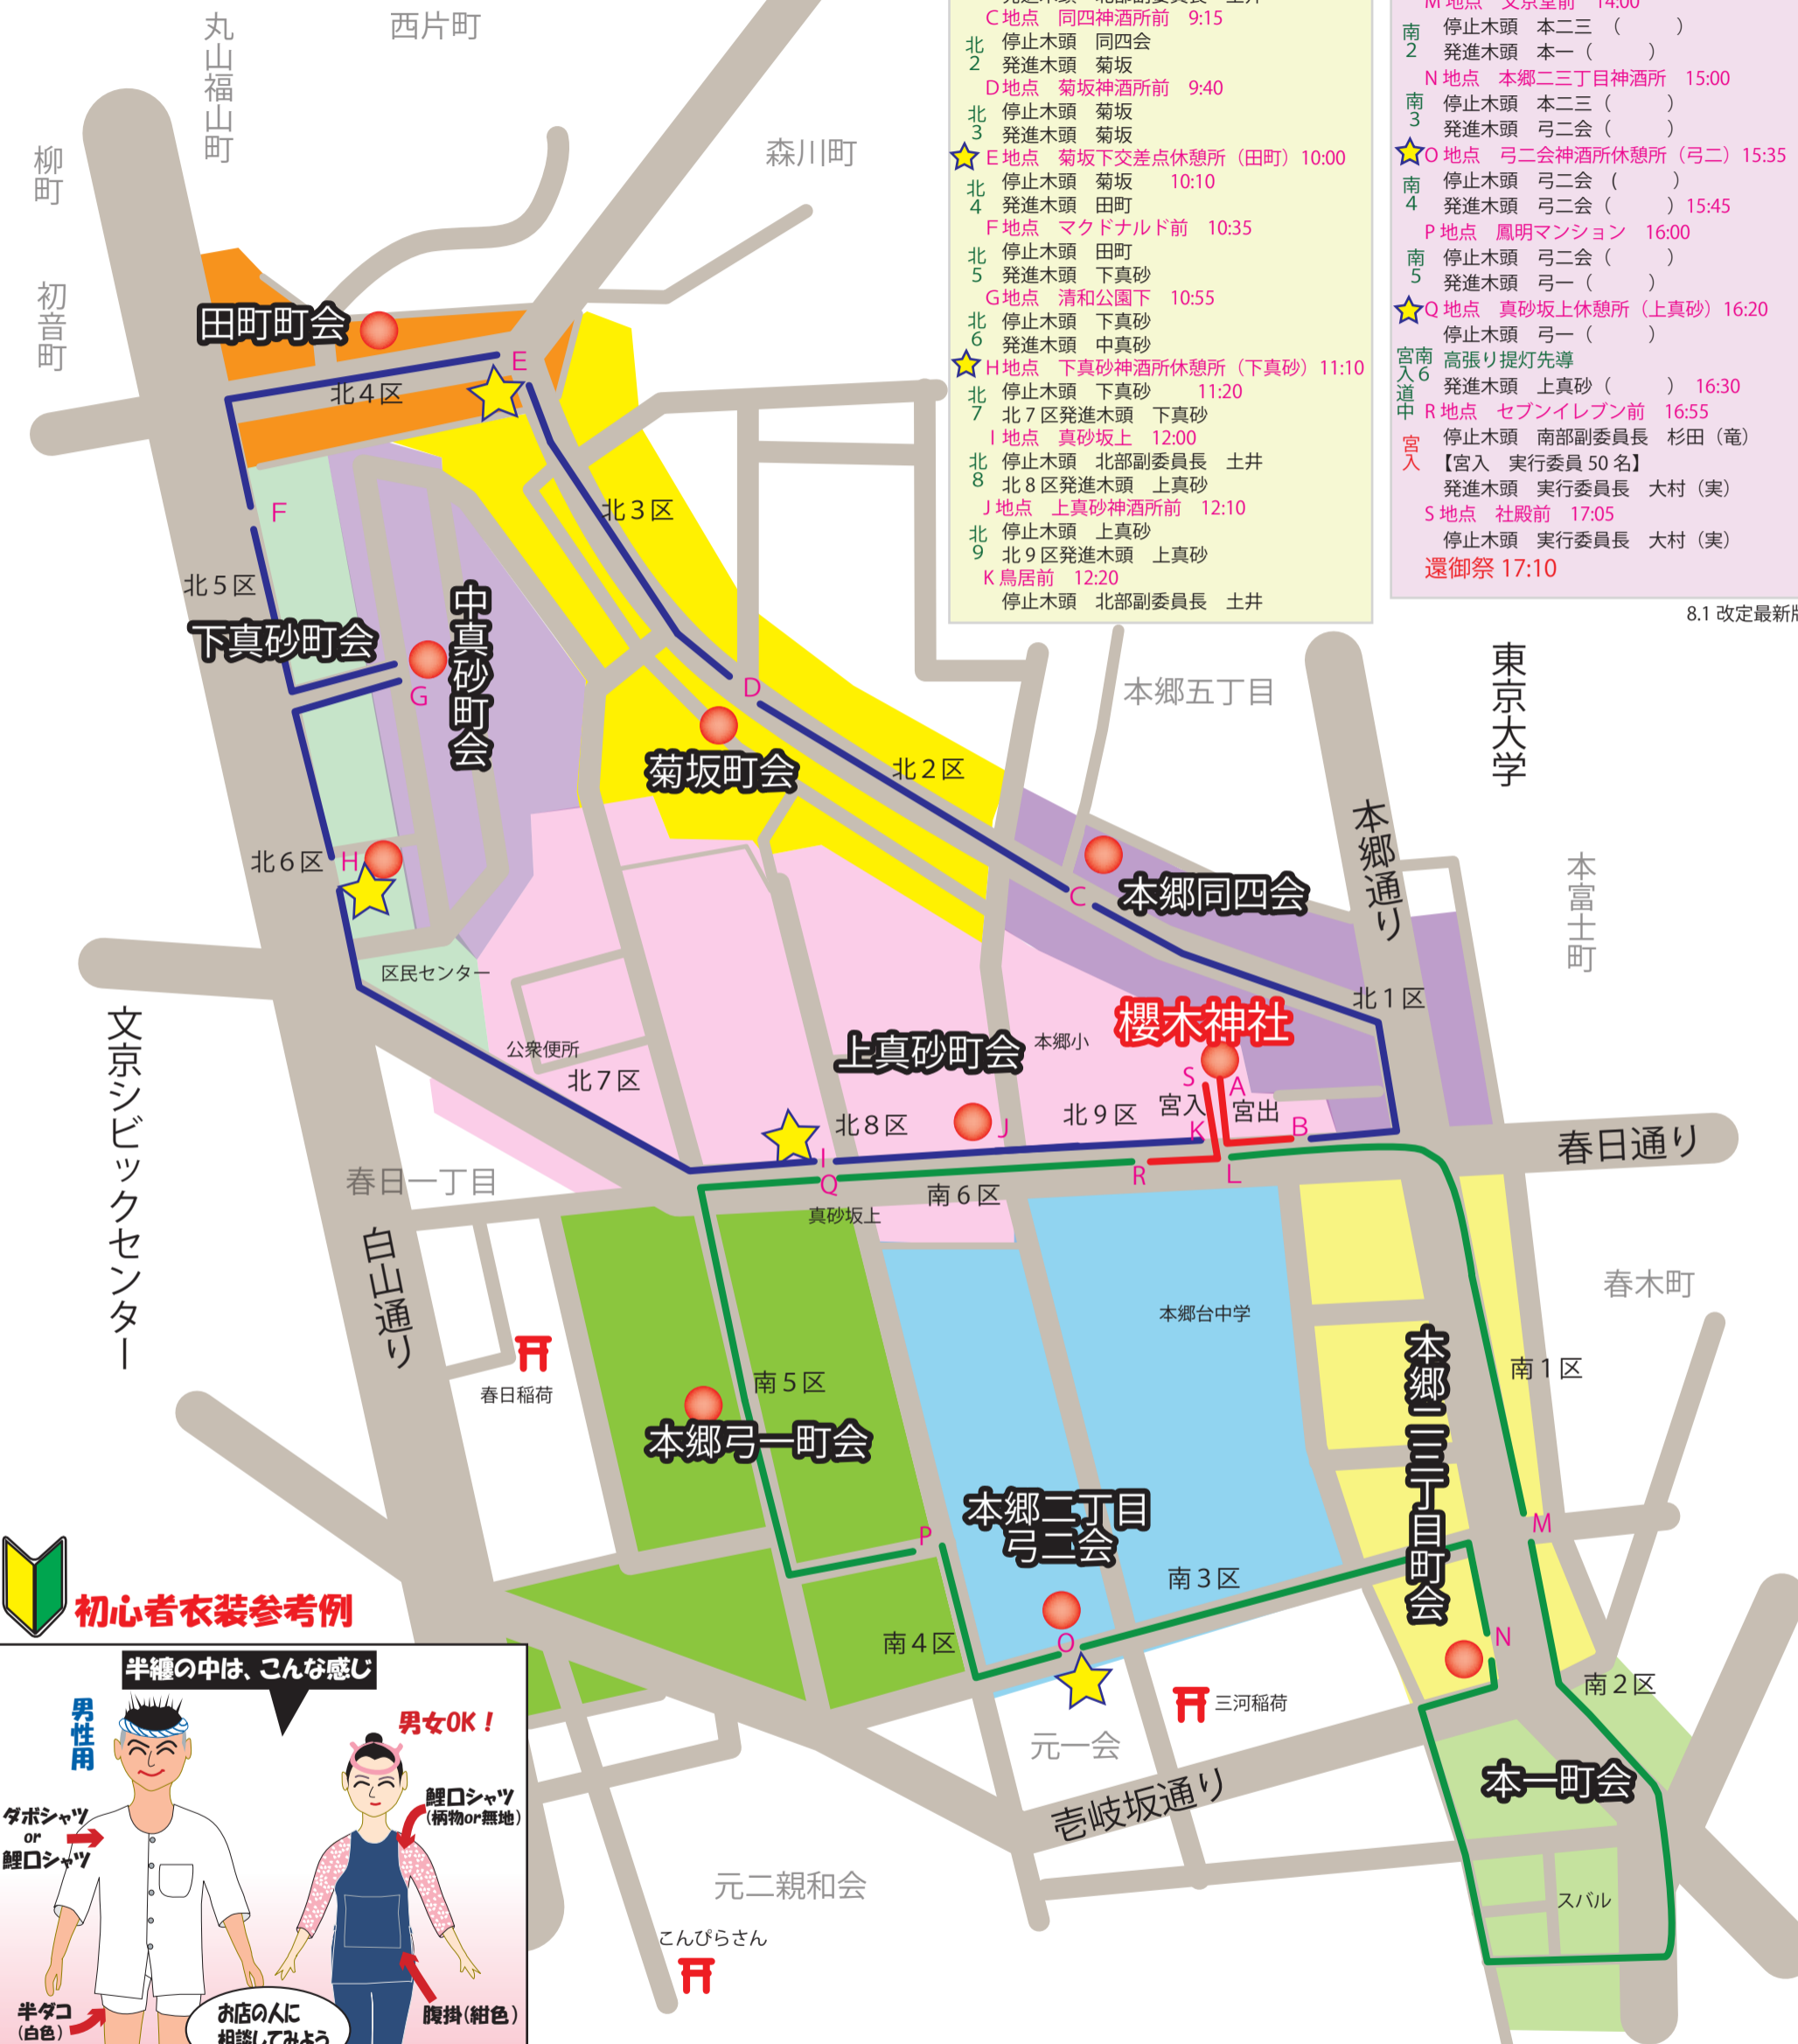 丸山福山町
西片町
柳町
初音町
森川町
田町町会
E
北4区
F
北3区
北5区
下真砂町会
中真砂町会
G
D
菊坂町会
北2区
本郷五丁目
東京大学
本郷通り
本富士町
C
本郷同四会
北6区
H
区民センター
北1区
櫻木神社
文京シビックセンター
公衆便所
北7区
上真砂町会
本郷小
S
A
宮入
宮出
北8区
J
北9区
K
B
春日通り
I
Q
R
L
春日一丁目
真砂坂上
南6区
白山通り
春木町
本郷台中学
春日稲荷
南5区
本郷弓一町会
本郷二三丁目町会
南1区
P
本郷二丁目
弓二会
M
南3区
南4区
O
N
南2区
三河稲荷
元一会
本一町会
壱岐坂通り
元二親和会
スバル
こんぴらさん
C地点 同四神酒所前 9:15
北2
停止木頭 同四会
発進木頭 菊坂
D地点 菊坂神酒所前 9:40
北3
停止木頭 菊坂
発進木頭 菊坂
E地点 菊坂下交差点休憩所(田町)10:00
北4
停止木頭 菊坂 10:10
発進木頭 田町
F地点 マクドナルド前 10:35
北5
停止木頭 田町
発進木頭 下真砂
G地点 清和公園下 10:55
北6
停止木頭 下真砂
発進木頭 中真砂
H地点 下真砂神酒所休憩所(下真砂)11:10
北7
停止木頭 下真砂 11:20
北7区発進木頭 下真砂
I地点 真砂坂上 12:00
北8
停止木頭 北部副委員長 土井
北8区発進木頭 上真砂
J地点 上真砂神酒所前 12:10
北9
停止木頭 上真砂
北9区発進木頭 上真砂
K鳥居前 12:20
停止木頭 北部副委員長 土井
M地点 文京堂前 14:00
南2
停止木頭 本二三 ( )
発進木頭 本一( )
N地点 本郷二三丁目神酒所 15:00
南3
停止木頭 本二三( )
発進木頭 弓二会( )
O地点 弓二会神酒所休憩所(弓二)15:35
南4
停止木頭 弓二会 ( )
発進木頭 弓二会( )15:45
P地点 鳳明マンション 16:00
南5
停止木頭 弓二会( )
発進木頭 弓一( )
Q地点 真砂坂上休憩所(上真砂)16:20
停止木頭 弓一( )
南6
宮入道中
高張り提灯先導
発進木頭 上真砂( ) 16:30
R地点 セブンイレブン前 16:55
宮入
停止木頭 南部副委員長 杉田(竜)
【宮入 実行委員50名】
発進木頭 実行委員長 大村(実)
S地点 社殿前 17:05
停止木頭 実行委員長 大村(実)
還御祭 17:10
8.1改定最新版
初心者衣装参考例
半纏の中は、こんな感じ
男性用
男女OK!
ダボシャツ
or
鯉口シャツ
鯉口シャツ
(柄物or無地)
半ダコ
(白色)
腹掛(紺色)
お店の人に
相談してみよう